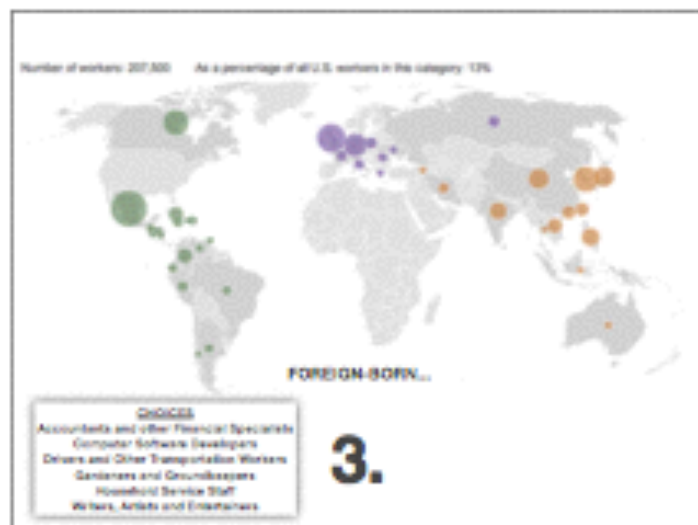 Number of workers: 207,500 As a percentage of all U.S. workers in this category: 13%
FOREIGN-BORN...
CHOICES
Accountants and other Financial Specialists
Computer Software Developers
Drivers and Other Transportation Workers
Gardeners and Groundkeepers
Household Service Staff
Writers, Artists and Entertainers
3.